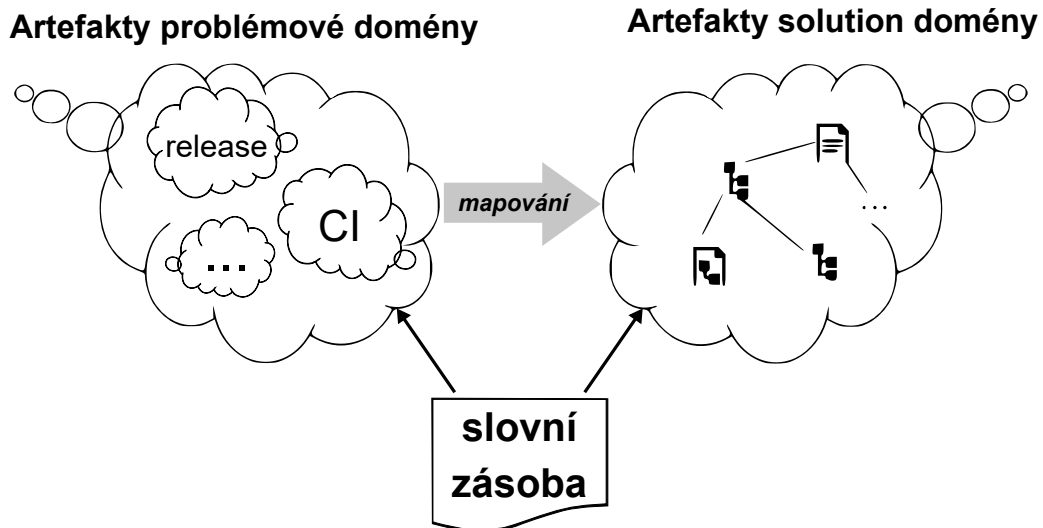 Artefakty problémové domény
Artefakty solution domény
release
CI
...
mapování
...
slovní
zásoba